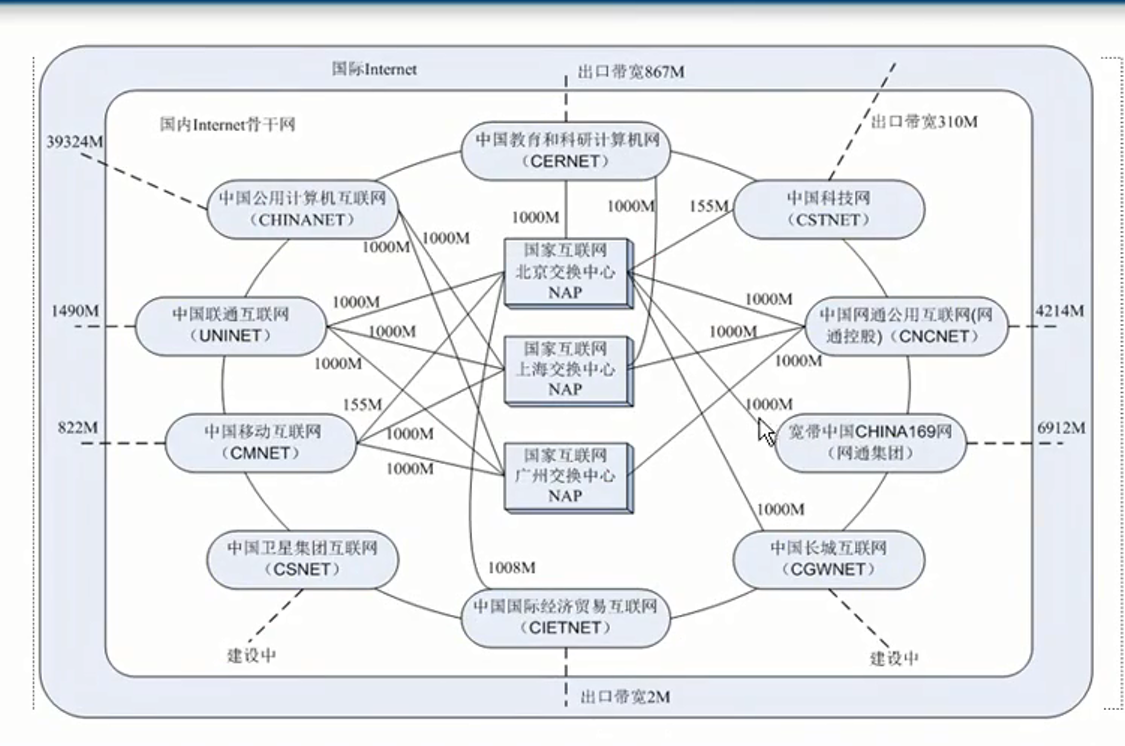 国际Internet
出口带宽867M
国内Internet骨干网
出口带宽310M
39324M
中国教育和科研计算机网
（CERNET）
中国公用计算机互联网
（CHINANET）
中国科技网
（CSTNET）
1000M
1000M
155M
1000M
1000M
国家互联网
北京交换中心
NAP
1490M
中国联通互联网
（UNINET）
1000M
1000M
1000M
1000M
1000M
1000M
中国网通公用互联网(网
通控股)（CNCNET）
4214M
国家互联网
上海交换中心
NAP
822M
中国移动互联网
（CMNET）
155M
1000M
1000M
1000M
宽带中国CHINA169网
（网通集团）
6912M
国家互联网
广州交换中心
NAP
1000M
中国卫星集团互联网
（CSNET）
1008M
中国长城互联网
（CGWNET）
中国国际经济贸易互联网
（CIETNET）
建设中
建设中
出口带宽2M